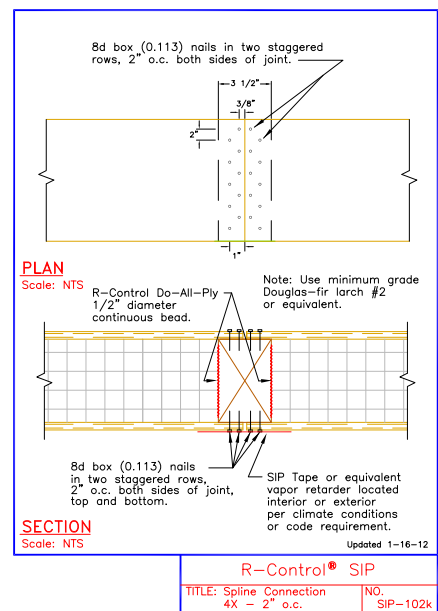 8d box (0.113) nails in two staggered
rows, 2" o.c. both sides of joint.
3 1/2"
3/8"
2"
1"
PLAN
Scale: NTS
R-Control Do-All-Ply
1/2" diameter
continuous bead.
Note: Use minimum grade
Douglas-fir larch #2
or equivalent.
8d box (0.113) nails
in two staggered rows,
2" o.c. both sides of joint,
top and bottom.
SIP Tape or equivalent
vapor retarder located
interior or exterior
per climate conditions
or code requirement.
SECTION
Scale: NTS
Updated 1-16-12
R-Control® SIP
TITLE: Spline Connection
4X - 2" o.c.
NO.
SIP-102k